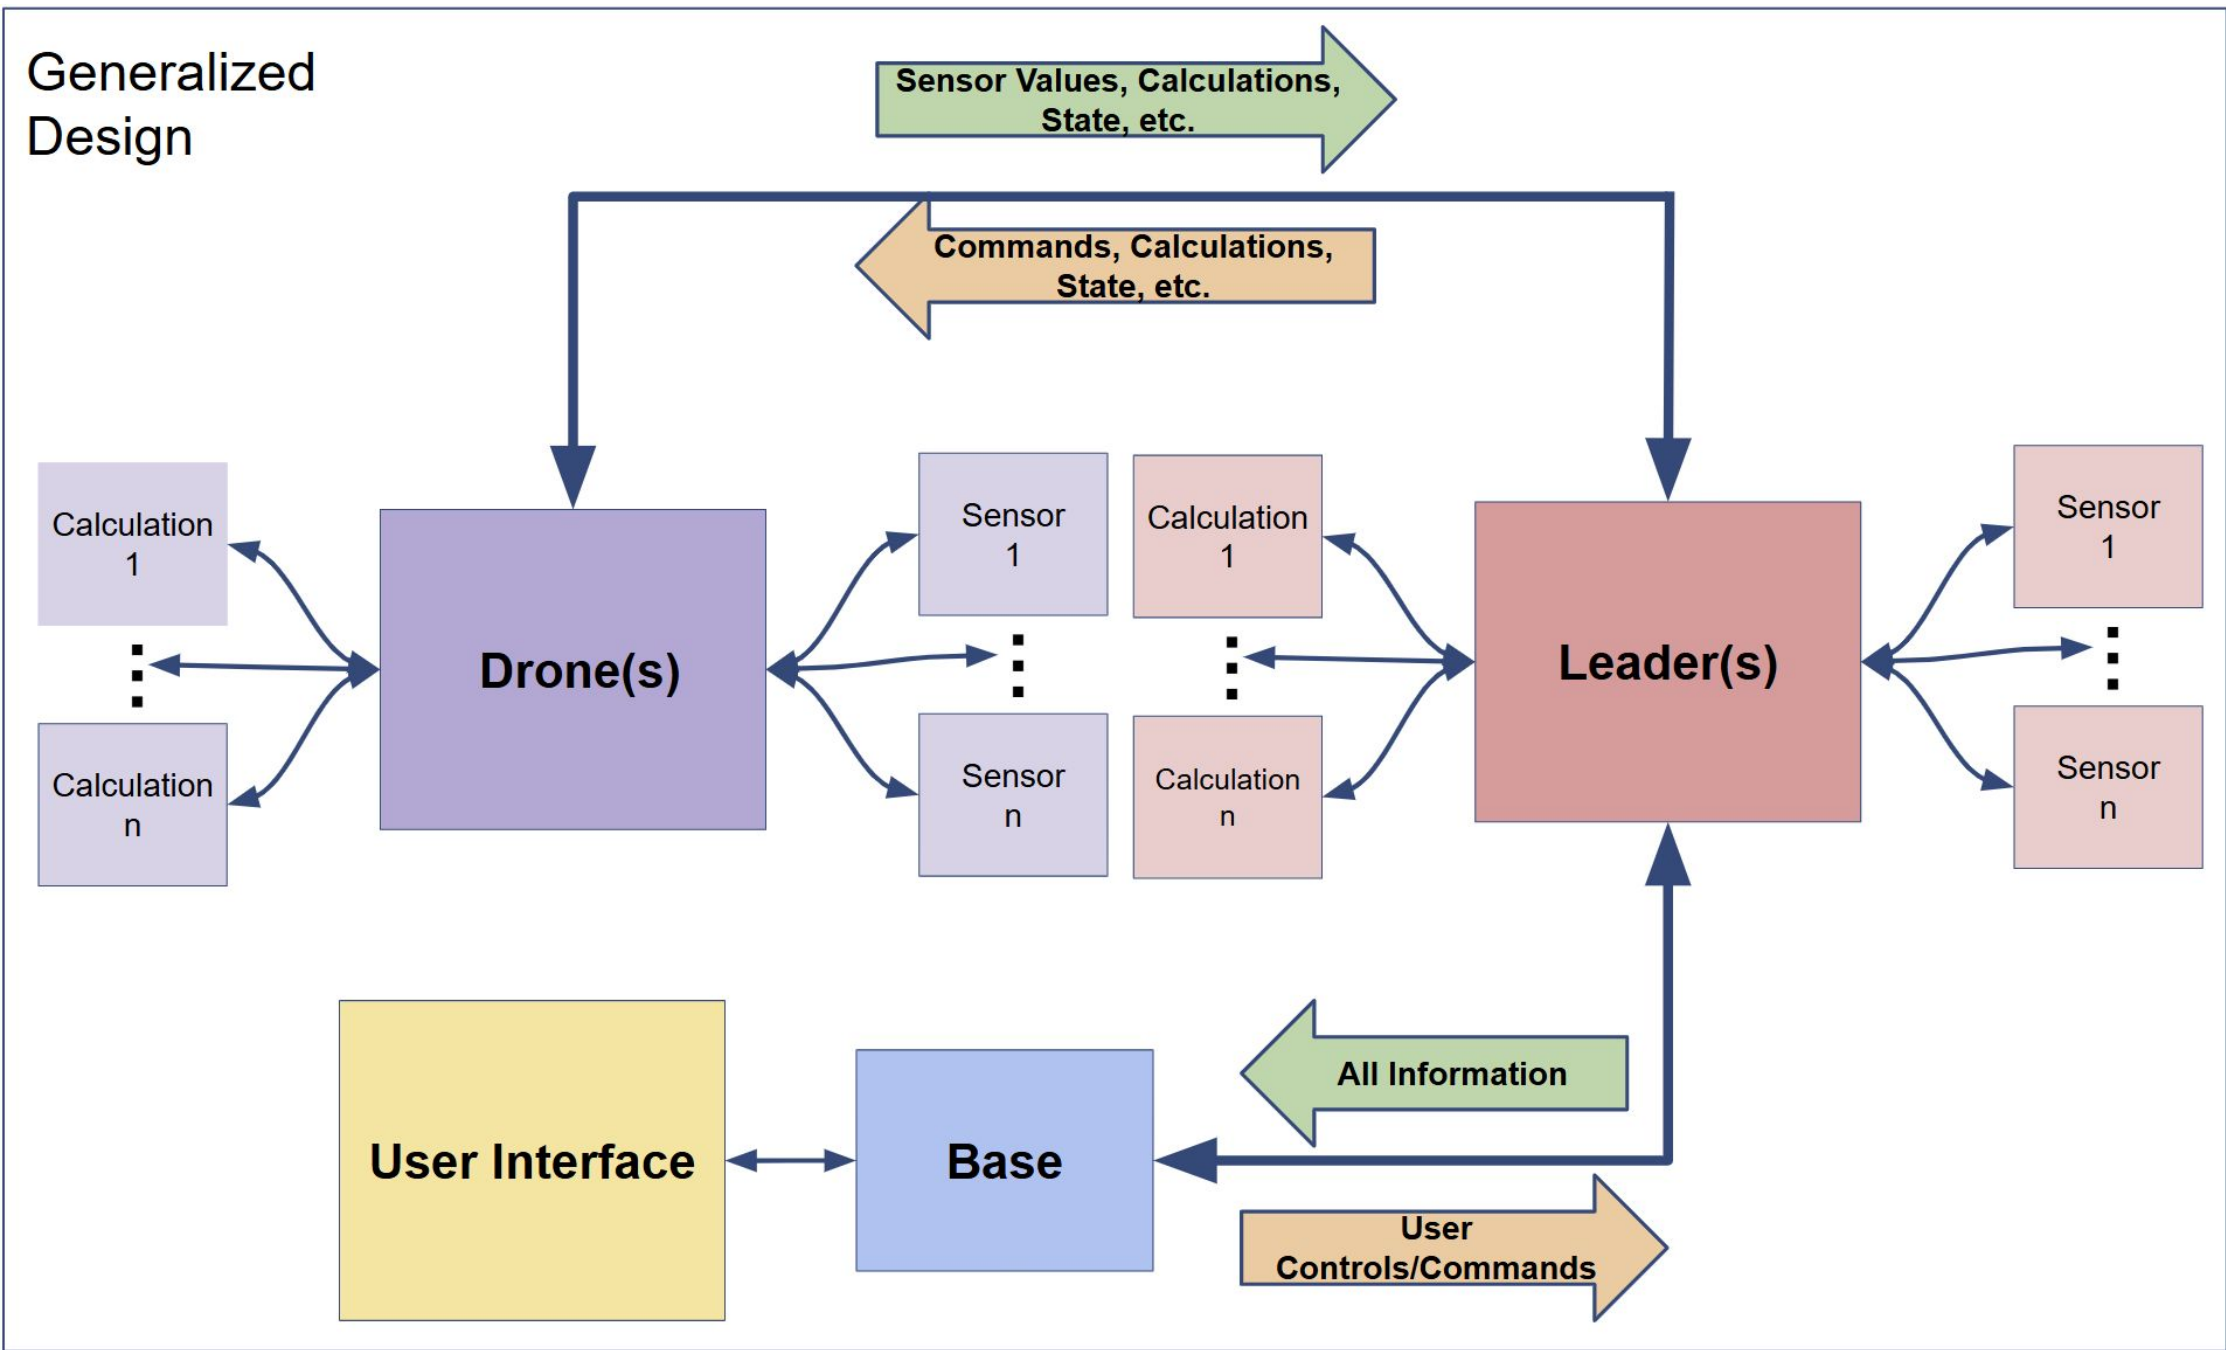 Generalized
Design
Sensor Values, Calculations,
State, etc.
Commands, Calculations,
State, etc.
Calculation
1
Calculation
n
Drone(s)
Sensor
1
Sensor
n
Calculation
1
Calculation
n
Leader(s)
Sensor
1
Sensor
n
User Interface
Base
All Information
User
Controls/Commands